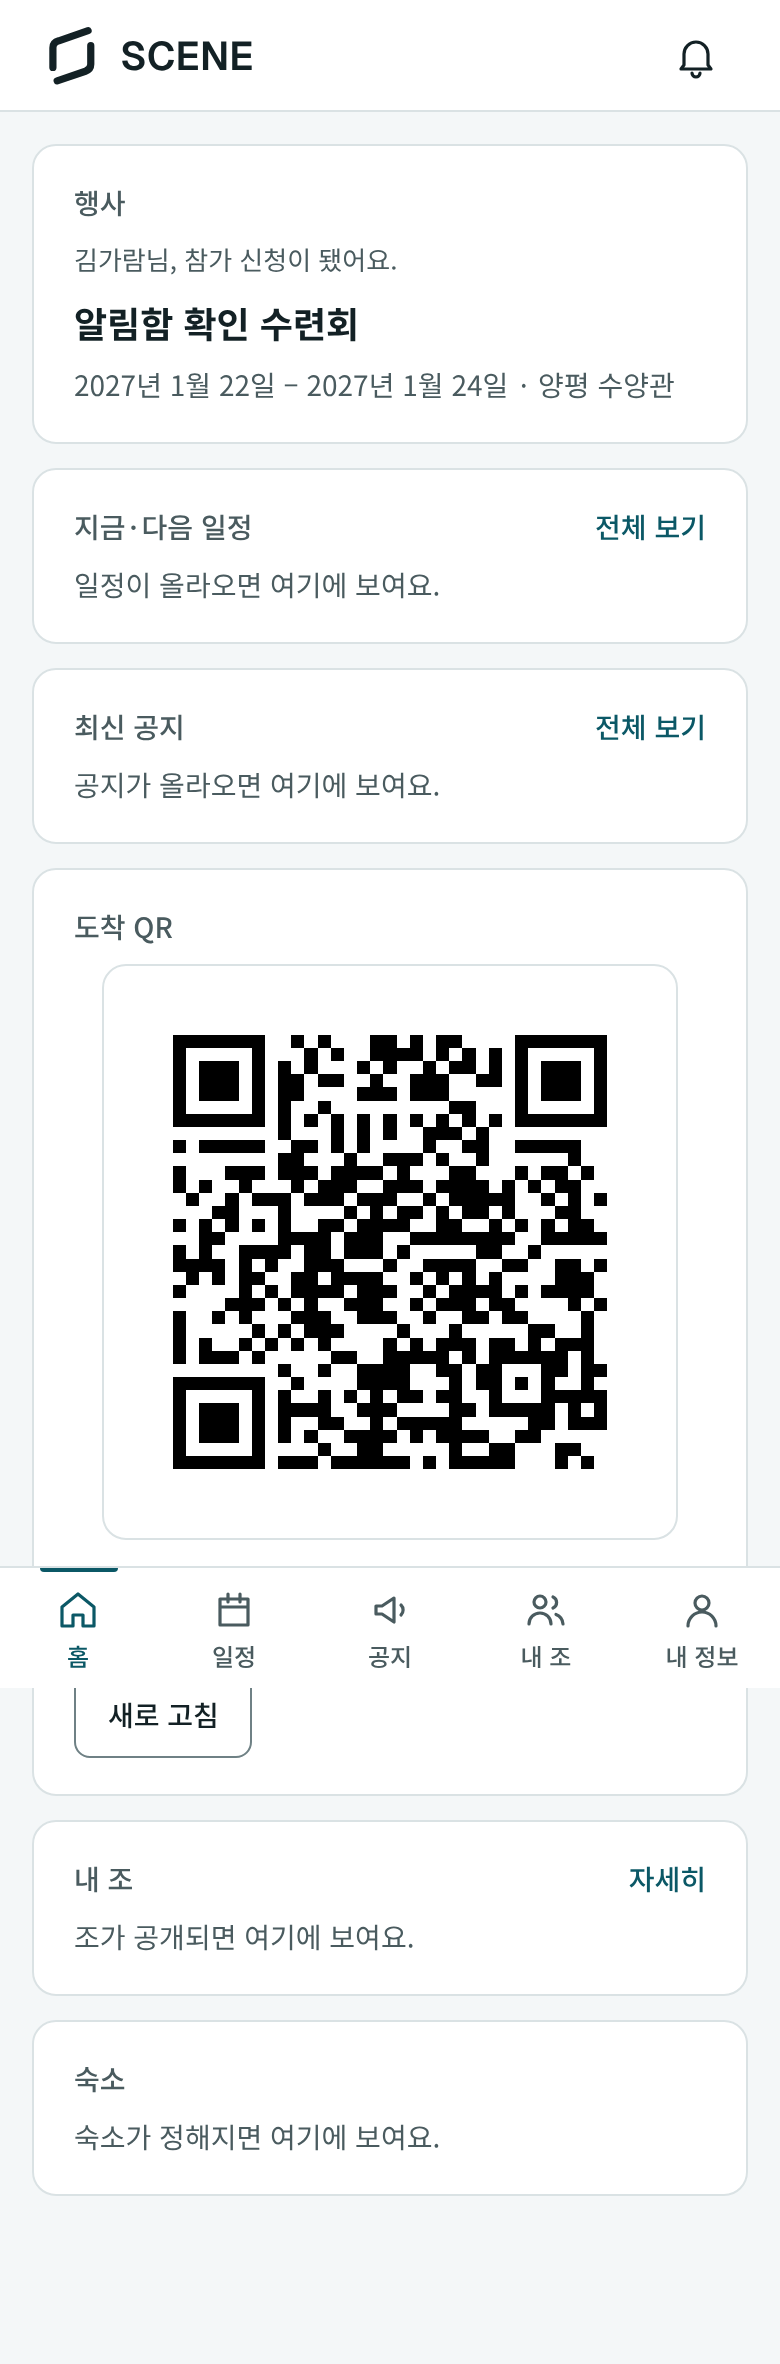 SCENE
행사
김가람님, 참가 신청이 됐어요.
알림함 확인 수련회
2027년 1월 22일 – 2027년 1월 24일 · 양평 수양관
지금·다음 일정
전체 보기
일정이 올라오면 여기에 보여요.
최신 공지
전체 보기
공지가 올라오면 여기에 보여요.
도착 QR
홈
일정
공지
내 조
내 정보
새로 고침
내 조
자세히
조가 공개되면 여기에 보여요.
숙소
숙소가 정해지면 여기에 보여요.